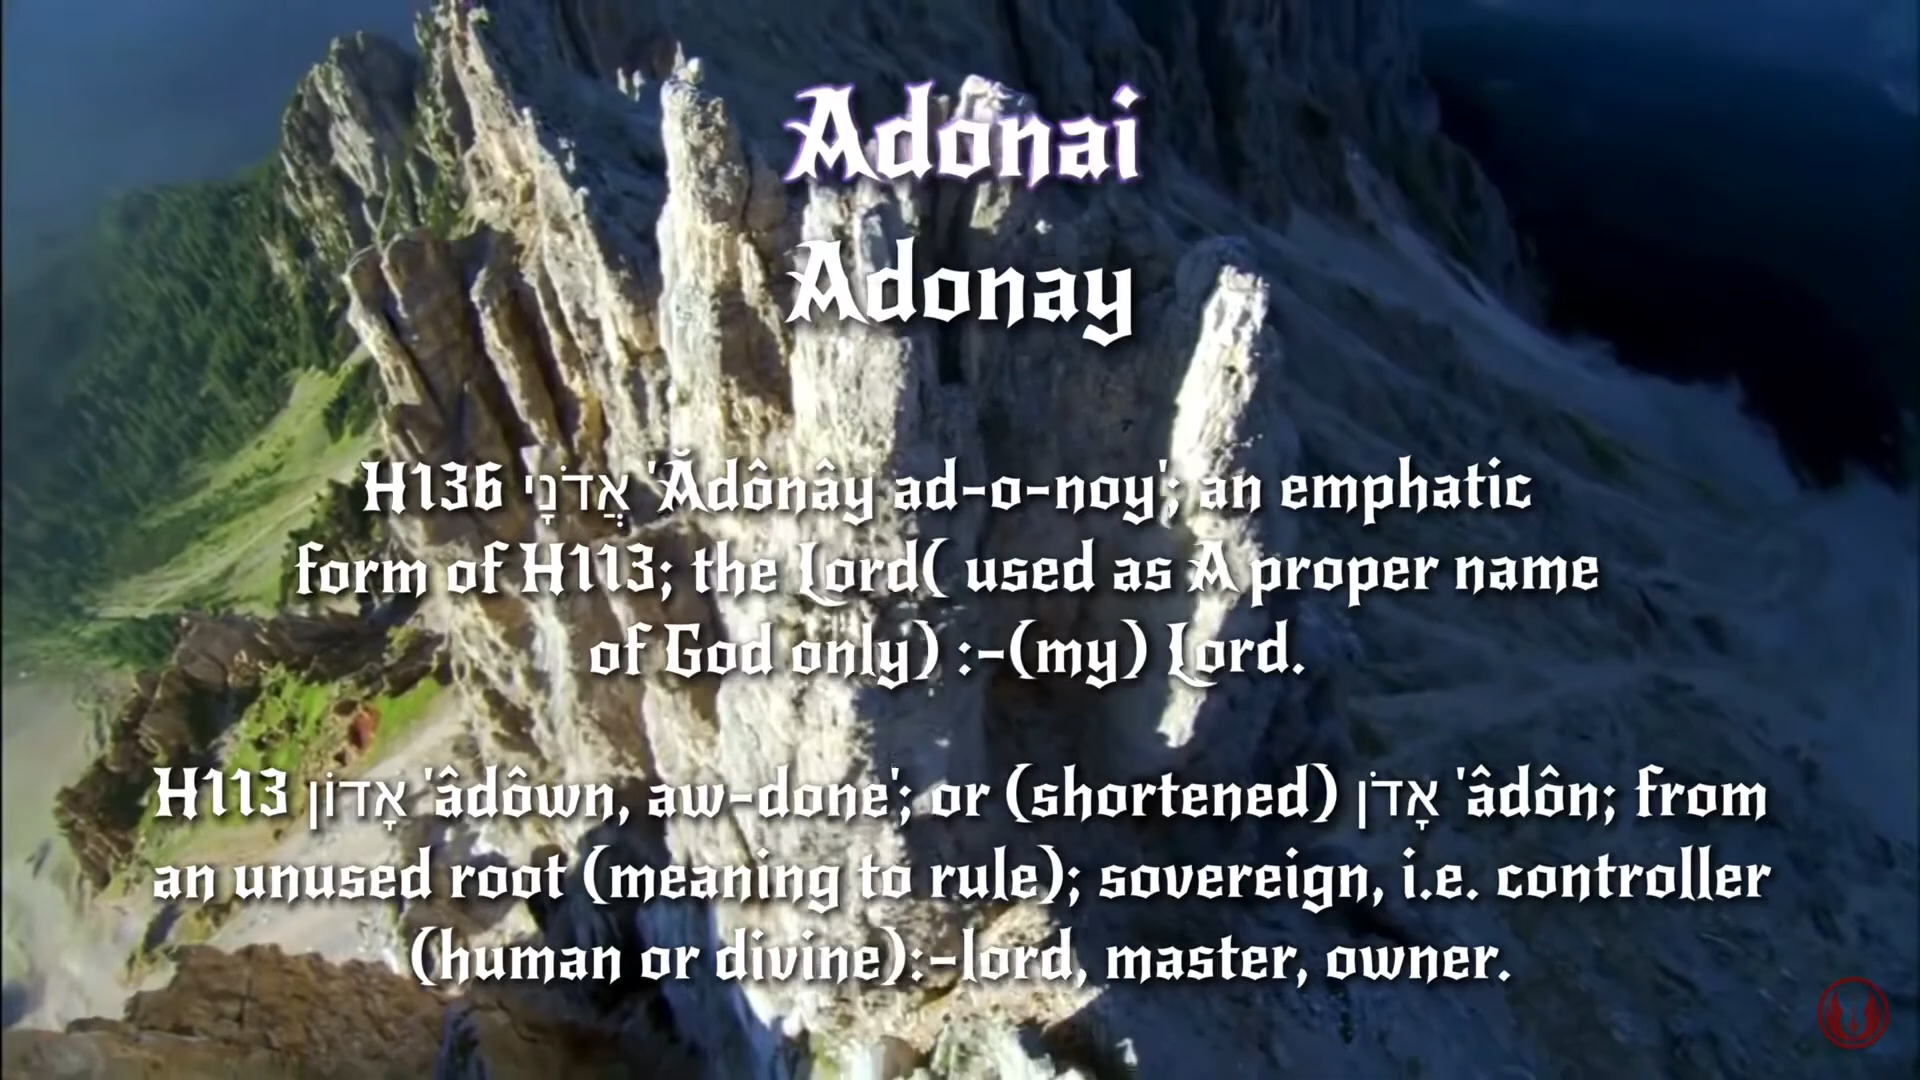 Adonai
Adonay
H136 אֲדֹנָי 'Ădônây ad-o-noy'; an emphatic
form of H113; the Lord( used as A proper name
of God only) :-(my) Lord.
H113 אָדוֹן 'âdôwn, aw-done'; or (shortened) אָדֹן 'âdôn; from
an unused root (meaning to rule); sovereign, i.e. controller
(human or divine):-lord, master, owner.